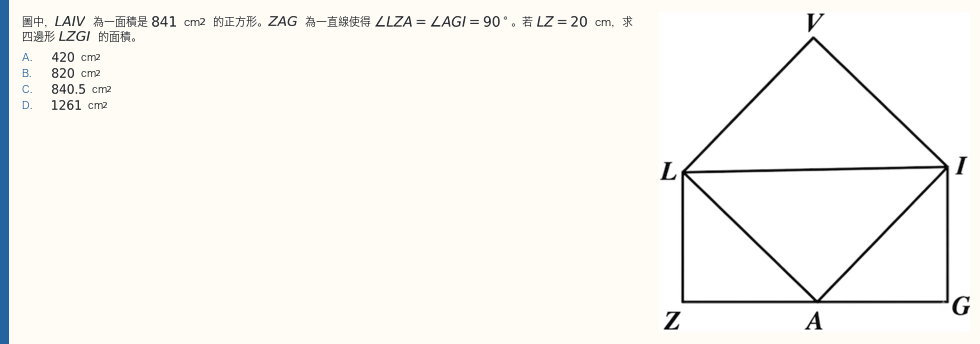 圖中，LAIV 為一面積是 841 cm2 的正方形。ZAG 為一直線使得 ∠LZA = ∠AGI = 90°。若 LZ = 20 cm，求
四邊形 LZGI 的面積。
A. 420 cm2
B. 820 cm2
C. 840.5 cm2
D. 1261 cm2
V
L
I
Z
A
G